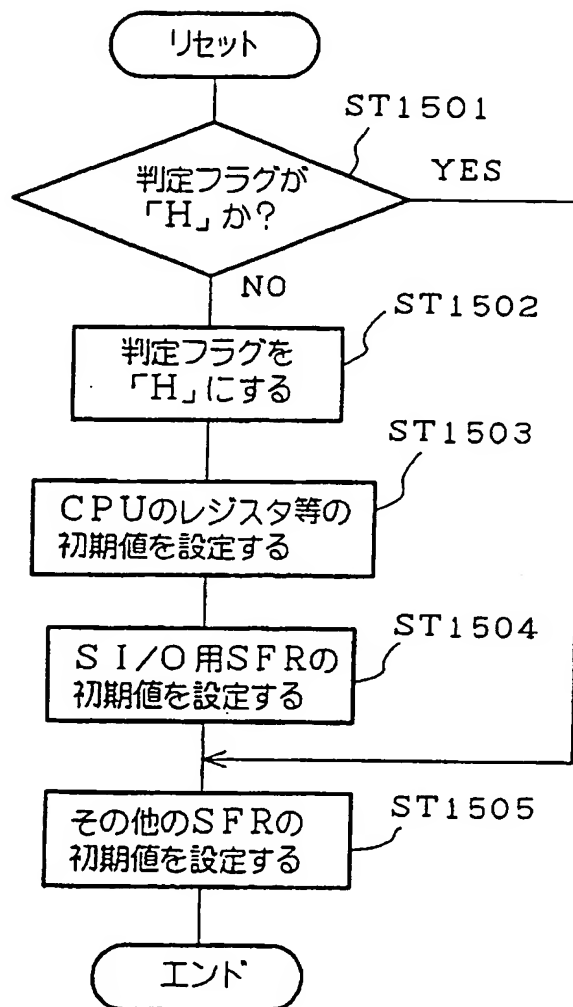 リセット
ST1501
判定フラグが
「H」か?
YES
NO
ST1502
判定フラグを
「H」にする
ST1503
CPUのレジスタ等の
初期値を設定する
ST1504
SI/O用SFRの
初期値を設定する
ST1505
その他のSFRの
初期値を設定する
エンド